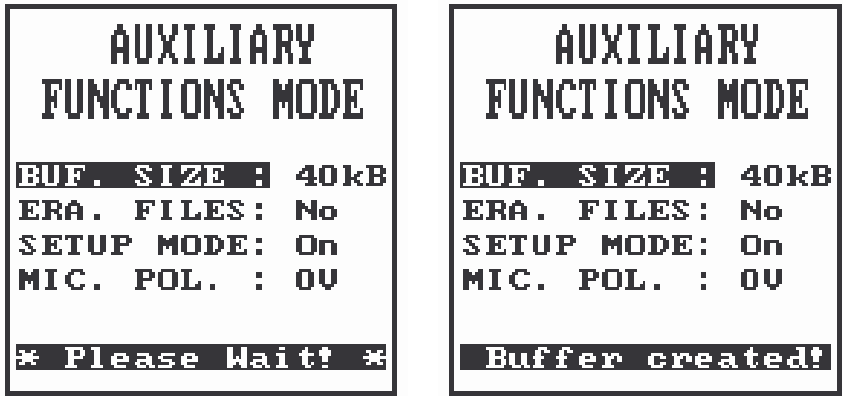 AUXILIARY
FUNCTIONS MODE
BUF. SIZE : 40kB
ERA. FILES: No
SETUP MODE: On
MIC. POL. : 0V
* Please Wait! *
AUXILIARY
FUNCTIONS MODE
BUF. SIZE : 40kB
ERA. FILES: No
SETUP MODE: On
MIC. POL. : 0V
Buffer created!